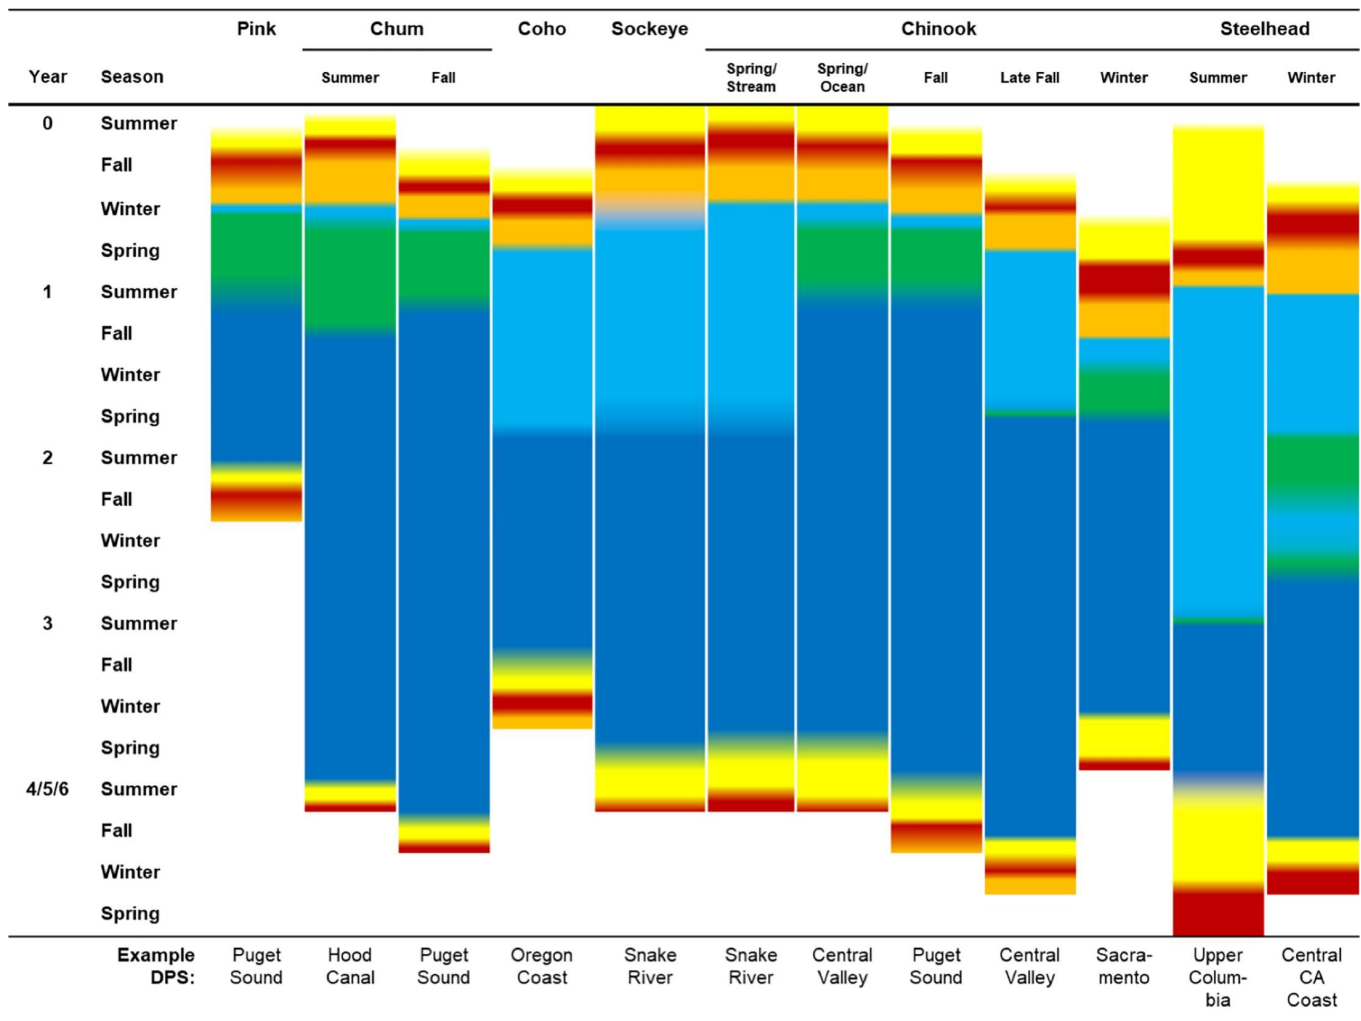 Pink Chum Coho Sockeye Chinook Steelhead
Year Season Summer Fall Spring/ Stream Spring/ Ocean Fall Late Fall Winter Summer Winter
0 Summer
Fall
Winter
Spring
1 Summer
Fall
Winter
Spring
2 Summer
Fall
Winter
Spring
3 Summer
Fall
Winter
Spring
4/5/6 Summer
Fall
Winter
Spring
Example Puget Hood Puget Oregon Snake Snake Central Puget Central Sacra- Upper Central
DPS: Sound Canal Sound Coast River River Valley Sound Valley mento Colum- CA
bia Coast